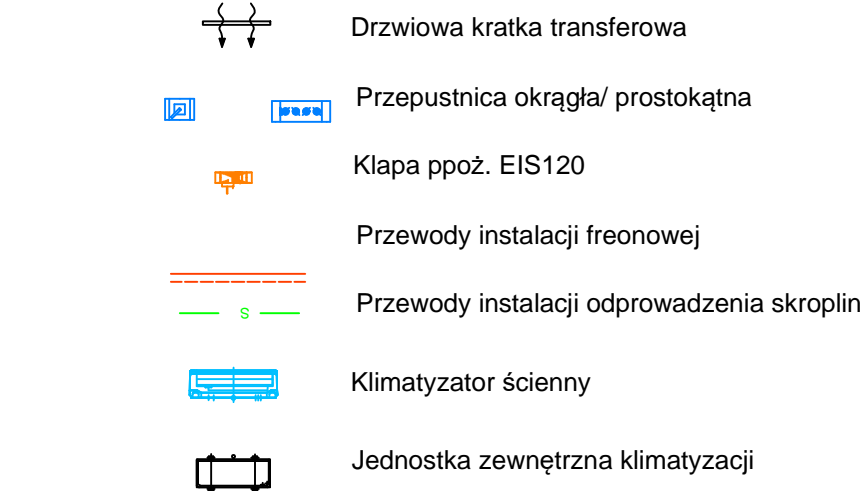 Drzwiowa kratka transferowa
Przepustnica okrągła/ prostokątna
Klapa ppoż. EIS120
Przewody instalacji freonowej
Przewody instalacji odprowadzenia skroplin
S
Klimatyzator ścienny
Jednostka zewnętrzna klimatyzacji